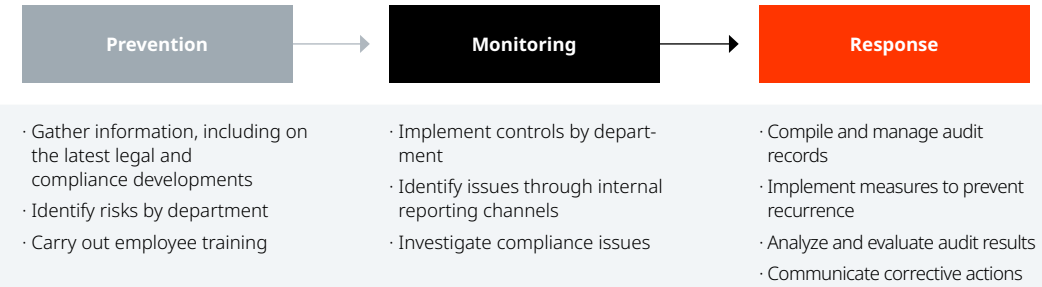 Prevention
Monitoring
Response
· Gather information, including on
the latest legal and
compliance developments
· Identify risks by department
· Carry out employee training
· Implement controls by depart-
ment
· Identify issues through internal
reporting channels
· Investigate compliance issues
· Compile and manage audit
records
· Implement measures to prevent
recurrence
· Analyze and evaluate audit results
· Communicate corrective actions